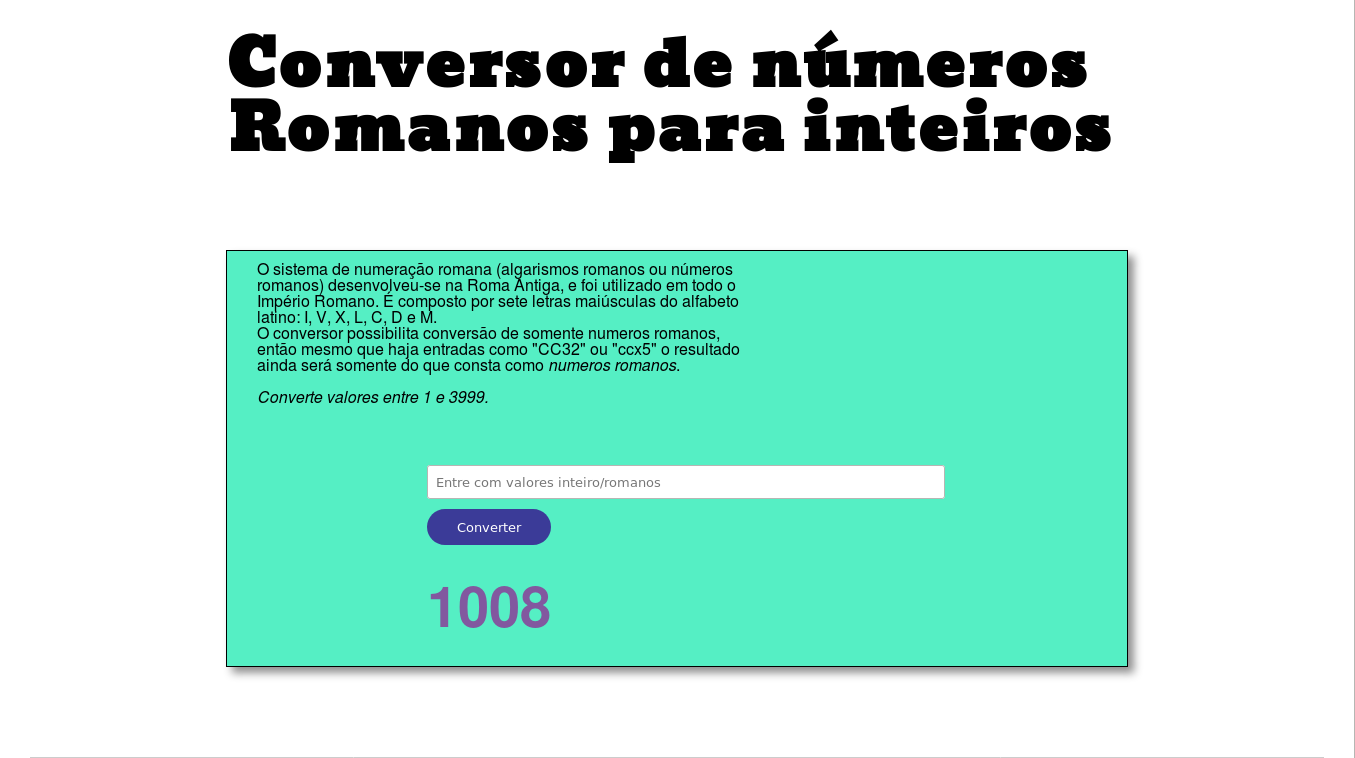 Conversor de números
Romanos para inteiros
O sistema de numeração romana (algarismos romanos ou números
romanos) desenvolveu-se na Roma Antiga, e foi utilizado em todo o
Império Romano. É composto por sete letras maiúsculas do alfabeto
latino: I, V, X, L, C, D e M.
O conversor possibilita conversão de somente numeros romanos,
então mesmo que haja entradas como "CC32" ou "ccx5" o resultado
ainda será somente do que consta como numeros romanos.
Converte valores entre 1 e 3999.
Entre com valores inteiro/romanos
Converter
1008